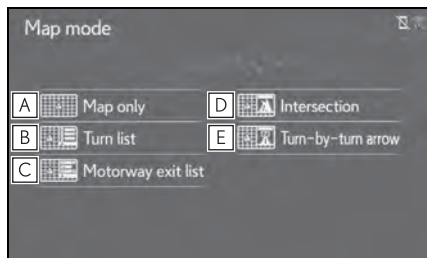 Map mode
A Map only
D Intersection
B Turn list
E Turn-by-turn arrow
C Motorway exit list